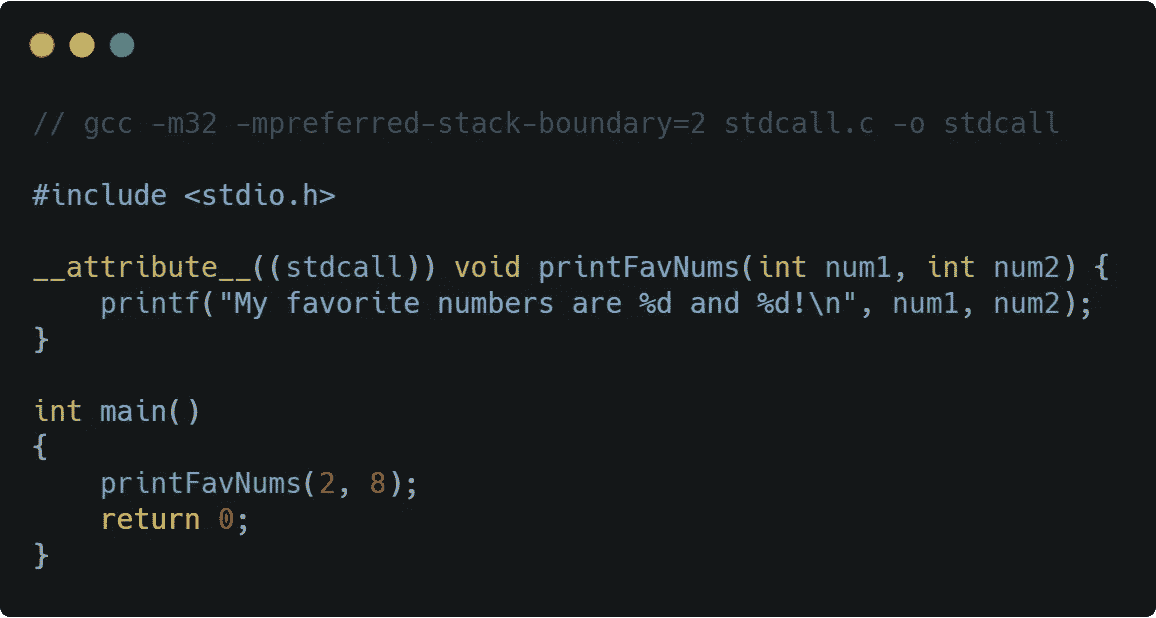 // gcc -m32 -mpreferred-stack-boundary=2 stdcall.c -o stdcall
#include <stdio.h>
__attribute__((stdcall)) void printFavNums(int num1, int num2) {
    printf("My favorite numbers are %d and %d!\n", num1, num2);
}
int main()
{
    printFavNums(2, 8);
    return 0;
}